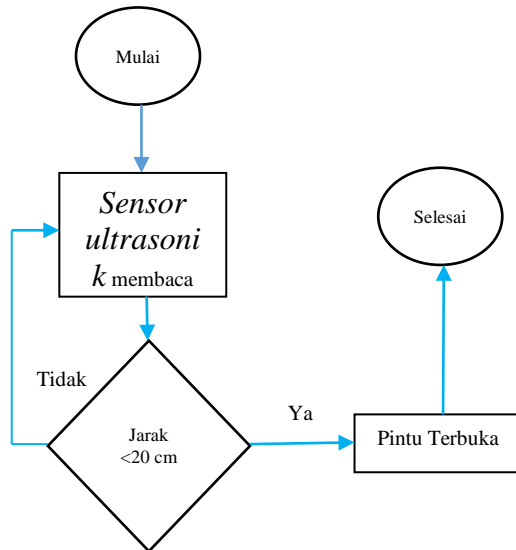 Mulai
Sensor
ultrasoni
k membaca
Selesai
Tidak
Jarak
<20 cm
Ya
Pintu Terbuka